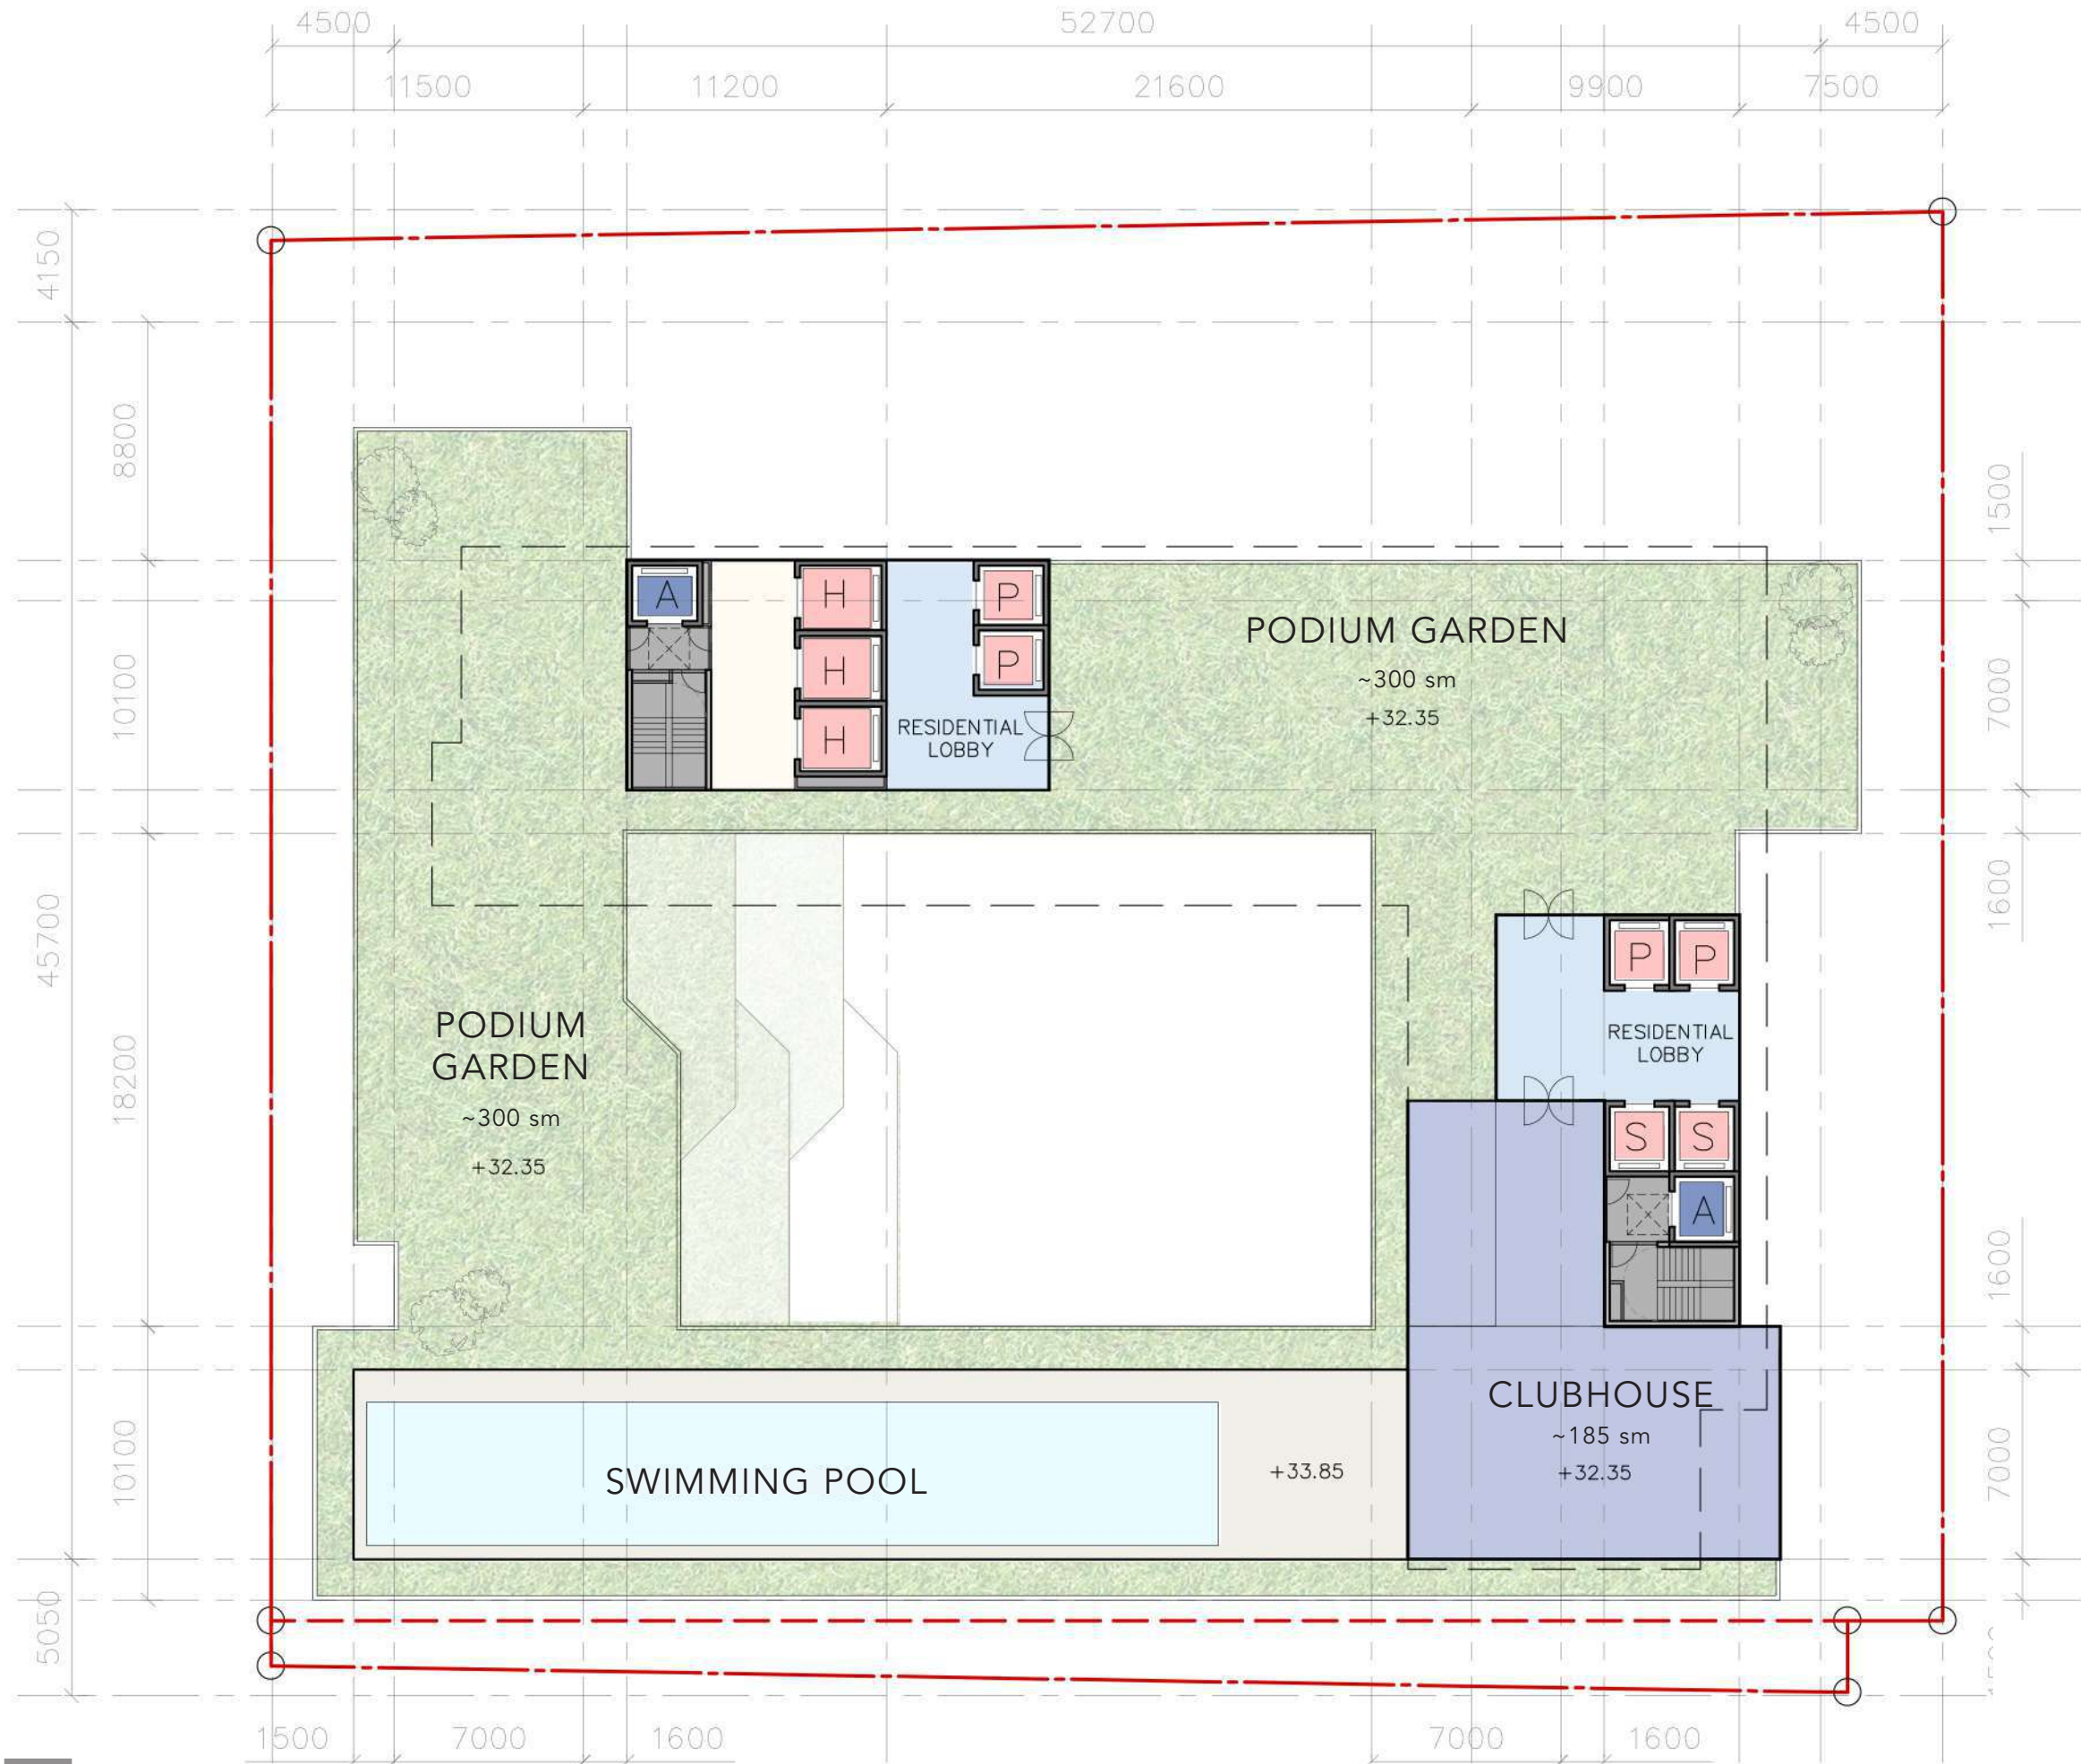 4500 52700 4500
11500 11200 21600 9900 7500
4150
8800
1500
A H P
PODIUM GARDEN
~300 sm
+32.35
H P
10100
7000
H
RESIDENTIAL
LOBBY
1600
45700
P P
PODIUM
GARDEN
~300 sm
+32.35
RESIDENTIAL
LOBBY
18200
S S
A
1600
CLUBHOUSE
~185 sm
+32.35
SWIMMING POOL
+33.85
10100
7000
5050
1500 7000 1600 7000 1600